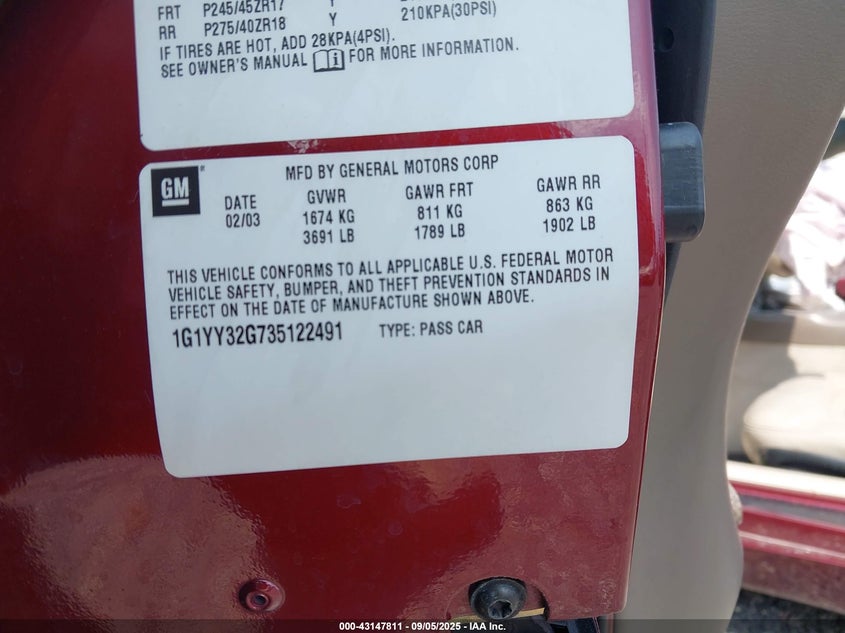 FRT P245/45ZR17 Y
RR P275/40ZR18 Y 210KPA(30PSI)
IF TIRES ARE HOT, ADD 28KPA(4PSI).
SEE OWNER'S MANUAL FOR MORE INFORMATION
GM
MFD BY GENERAL MOTORS CORP
DATE GVWR GAWR FRT GAWR RR
02/03 1674 KG 811 KG 863 KG
3691 LB 1789 LB 1902 LB
THIS VEHICLE CONFORMS TO ALL APPLICABLE U.S. FEDERAL MOTOR
VEHICLE SAFETY, BUMPER, AND THEFT PREVENTION STANDARDS IN
EFFECT ON THE DATE OF MANUFACTURE SHOWN ABOVE.
1G1YY32G735122491 TYPE: PASS CAR
000-43147811 - 09/05/2025 - IAA Inc.